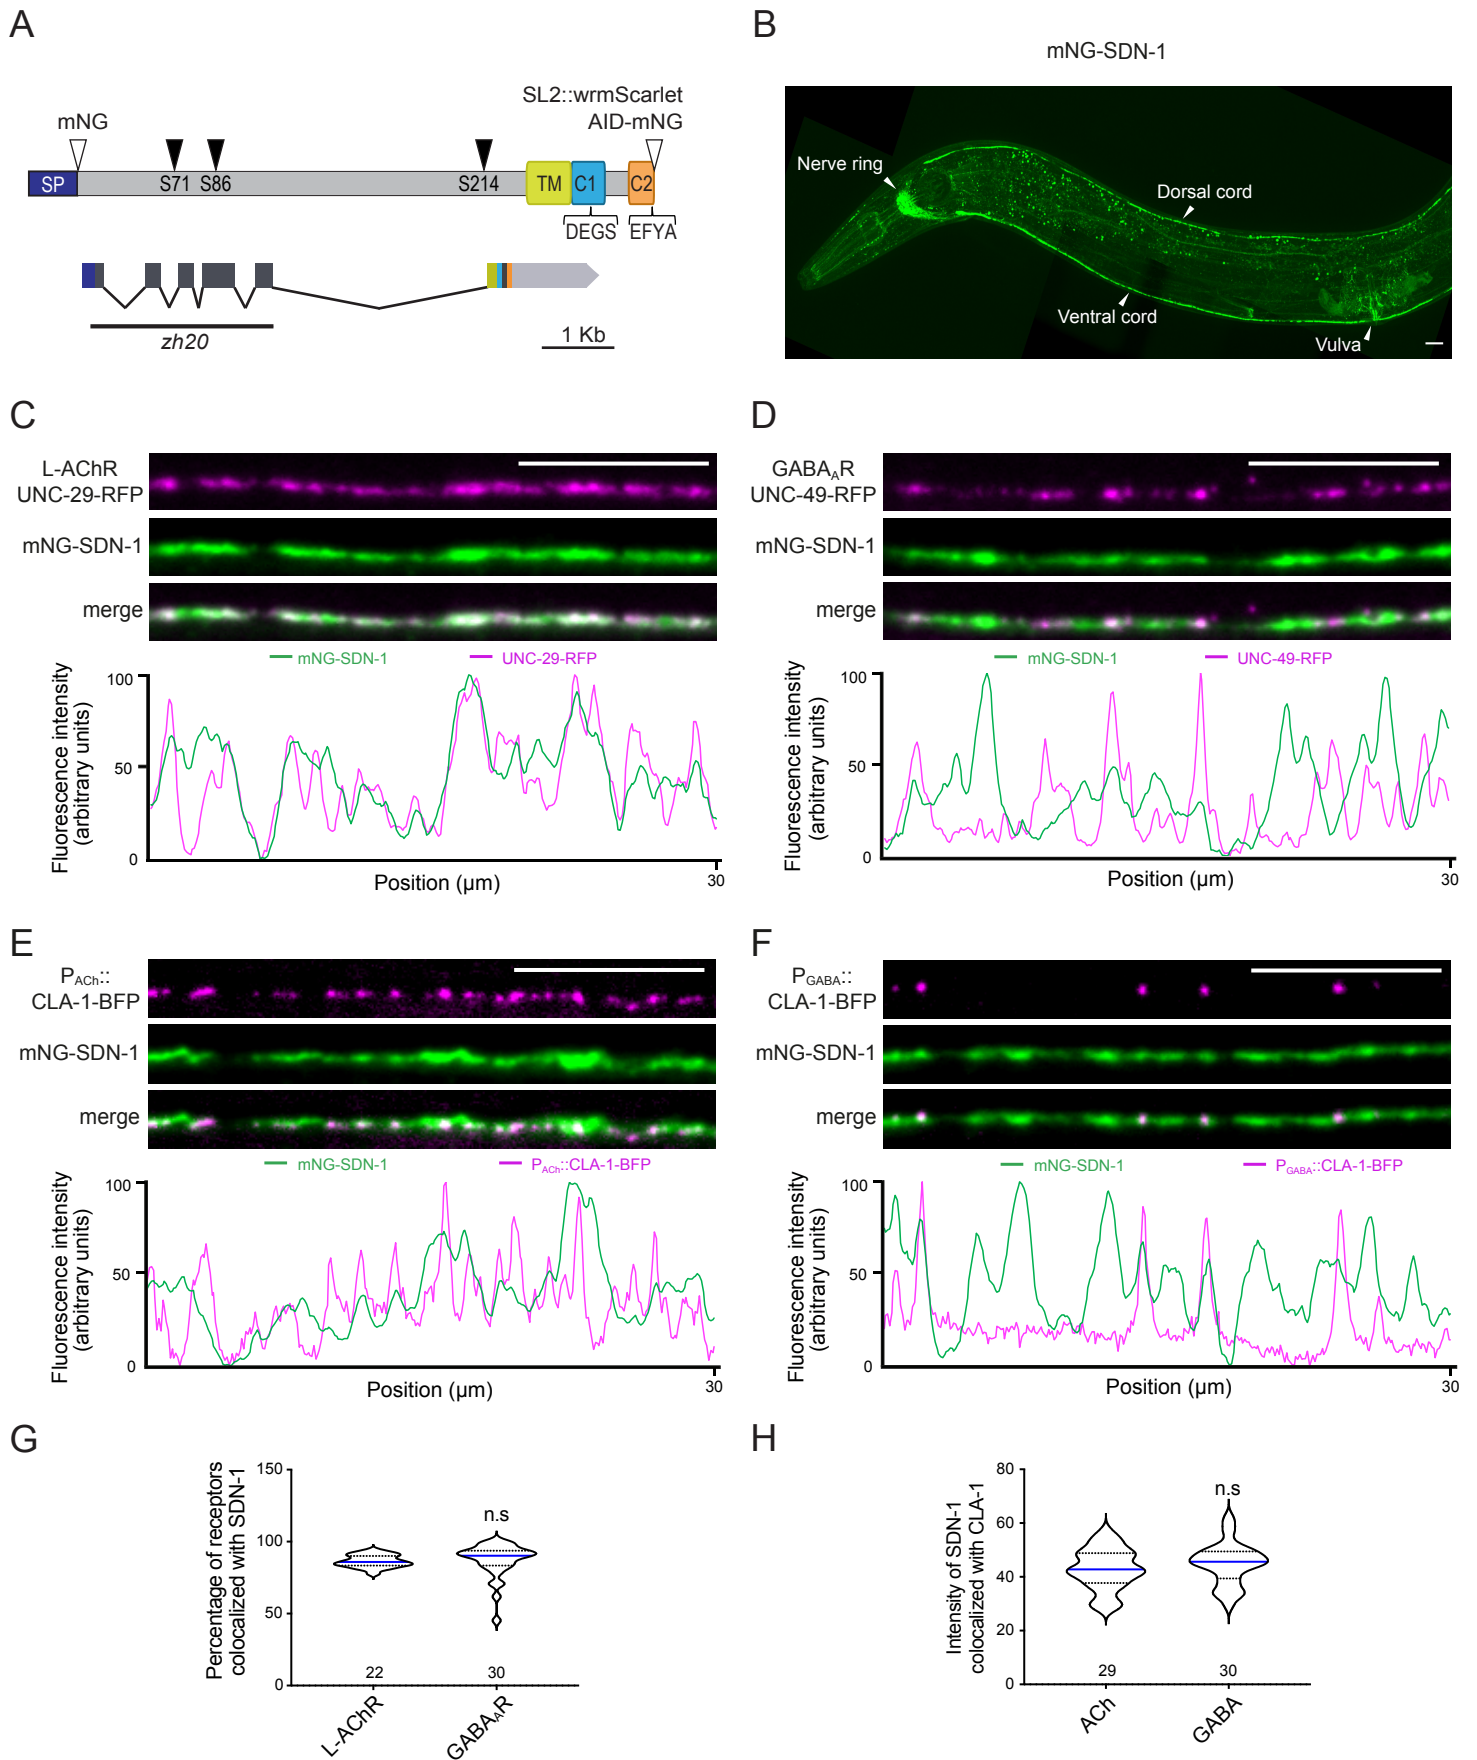 A
SL2::wrmScarlet
mNG
AID-mNG
SP
S71
S86
S214
TM
C1
C2
DEGS
EFYA
zh20
1 Kb
B
mNG-SDN-1
Nerve ring
Dorsal cord
Ventral cord
Vulva
C
L-AChR
UNC-29-RFP
mNG-SDN-1
merge
mNG-SDN-1
UNC-29-RFP
Fluorescence intensity
(arbitrary units)
100
50
0
Position (µm)
30
D
GABA_AR
UNC-49-RFP
mNG-SDN-1
merge
mNG-SDN-1
UNC-49-RFP
Fluorescence intensity
(arbitrary units)
100
50
0
Position (µm)
30
E
P_ACh::
CLA-1-BFP
mNG-SDN-1
merge
mNG-SDN-1
P_ACh::CLA-1-BFP
Fluorescence intensity
(arbitrary units)
100
50
0
Position (µm)
30
F
P_GABA::
CLA-1-BFP
mNG-SDN-1
merge
mNG-SDN-1
P_GABA::CLA-1-BFP
Fluorescence intensity
(arbitrary units)
100
50
0
Position (µm)
30
G
Percentage of receptors
colocalized with SDN-1
150
100
50
0
n.s
22
30
L-AChR
GABA_AR
H
Intensity of SDN-1
colocalized with CLA-1
80
60
40
20
0
n.s
29
30
ACh
GABA